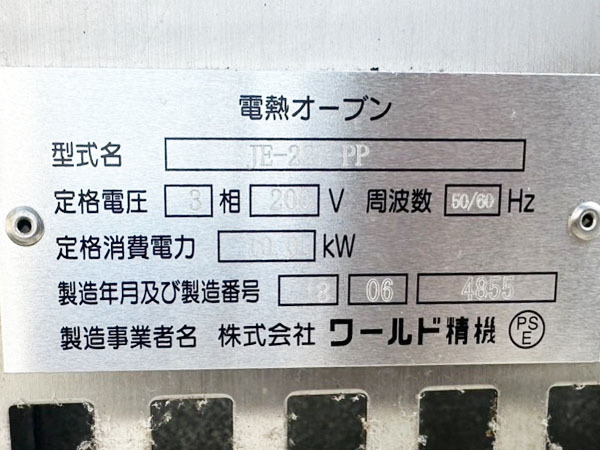 電熱オーブン
型式名 PP
定格電圧 3 相 200 V 周波数 50/60 Hz
定格消費電力 kW
製造年月及び製造番号 06 4855
製造事業者名 株式会社 ワールド精機 PSE